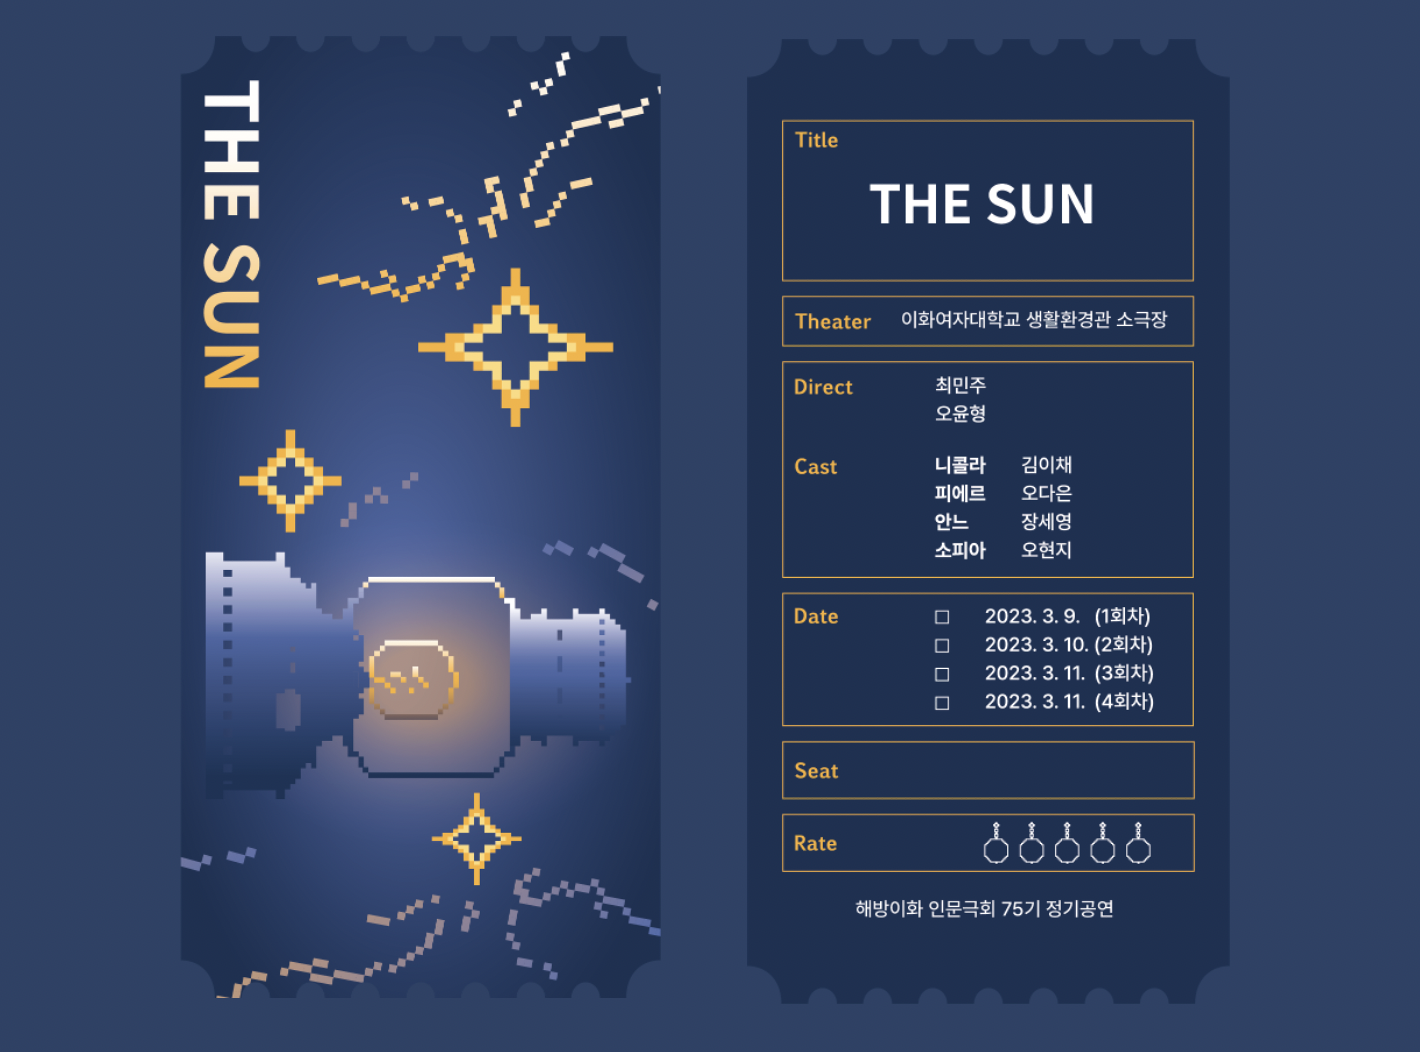 THE SUN
Title
THE SUN
Theater 이화여자대학교 생활환경관 소극장
Direct 최민주
오윤형
Cast 니콜라 김이채
피에르 오다은
안느 장세영
소피아 오현지
Date □ 2023. 3. 9. (1회차)
□ 2023. 3. 10. (2회차)
□ 2023. 3. 11. (3회차)
□ 2023. 3. 11. (4회차)
Seat
Rate
해방이화 인문극회 75기 정기공연